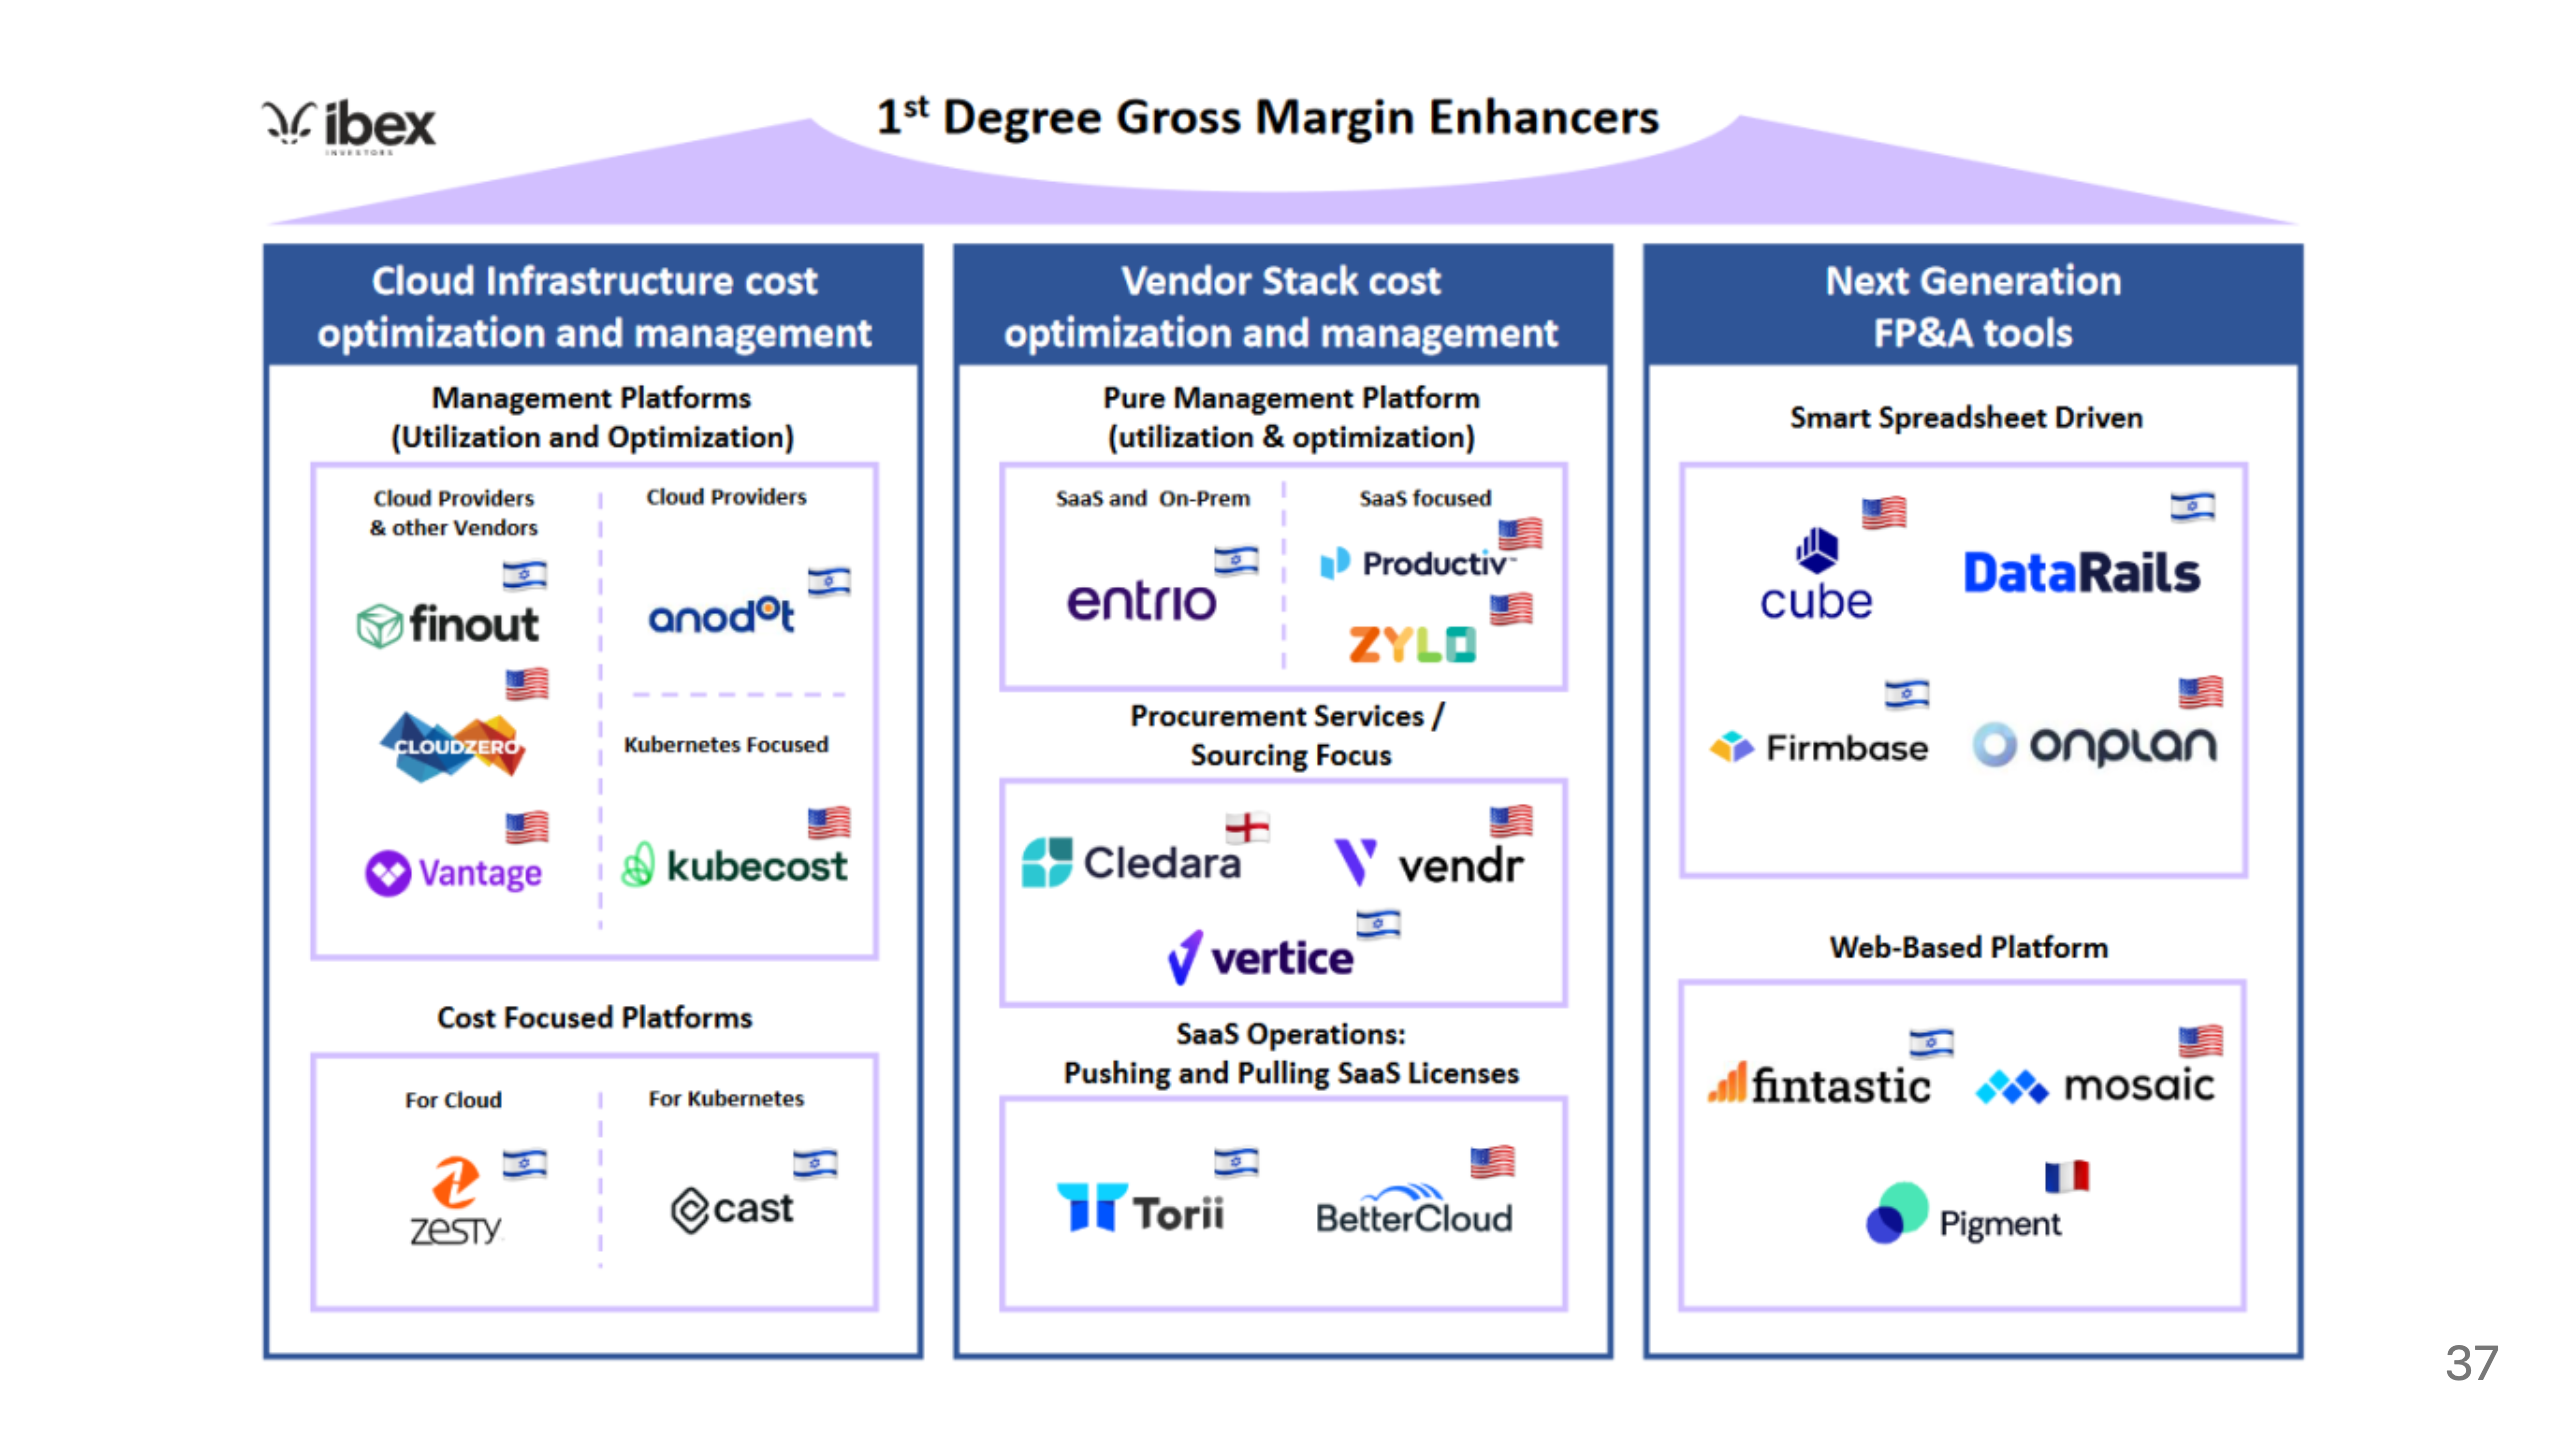 ibex
INVESTORS
1st Degree Gross Margin Enhancers
Cloud Infrastructure cost
optimization and management
Management Platforms
(Utilization and Optimization)
Cloud Providers
& other Vendors
finout
CLOUDZERO
Vantage
Cloud Providers
anodot
Kubernetes Focused
kubecost
Cost Focused Platforms
For Cloud
zesty
For Kubernetes
cast
Vendor Stack cost
optimization and management
Pure Management Platform
(utilization & optimization)
SaaS and On-Prem
entrio
SaaS focused
Productiv™
ZYLO
Procurement Services /
Sourcing Focus
Cledara
vendr
vertice
SaaS Operations:
Pushing and Pulling SaaS Licenses
Torii
BetterCloud
Next Generation
FP&A tools
Smart Spreadsheet Driven
cube
DataRails
Firmbase
onplan
Web-Based Platform
fintastic
mosaic
Pigment
37